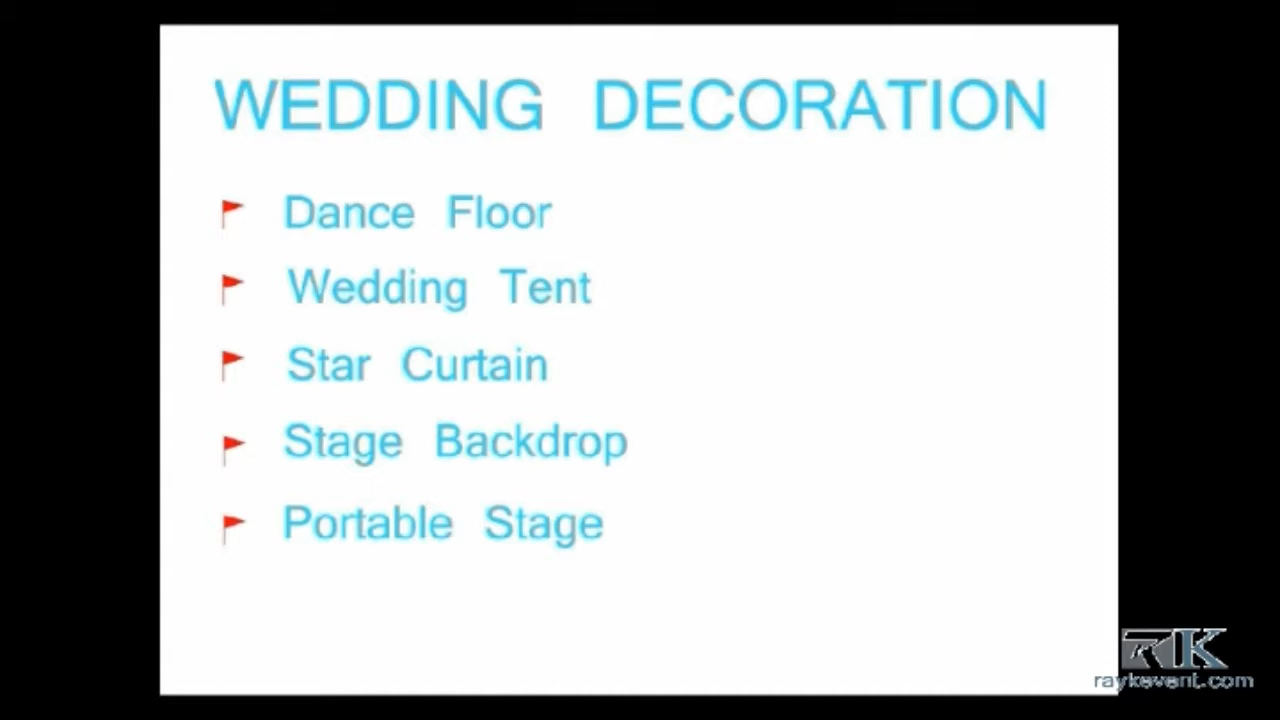 WEDDING DECORATION
Dance Floor
Wedding Tent
Star Curtain
Stage Backdrop
Portable Stage
RK
raykevent.com